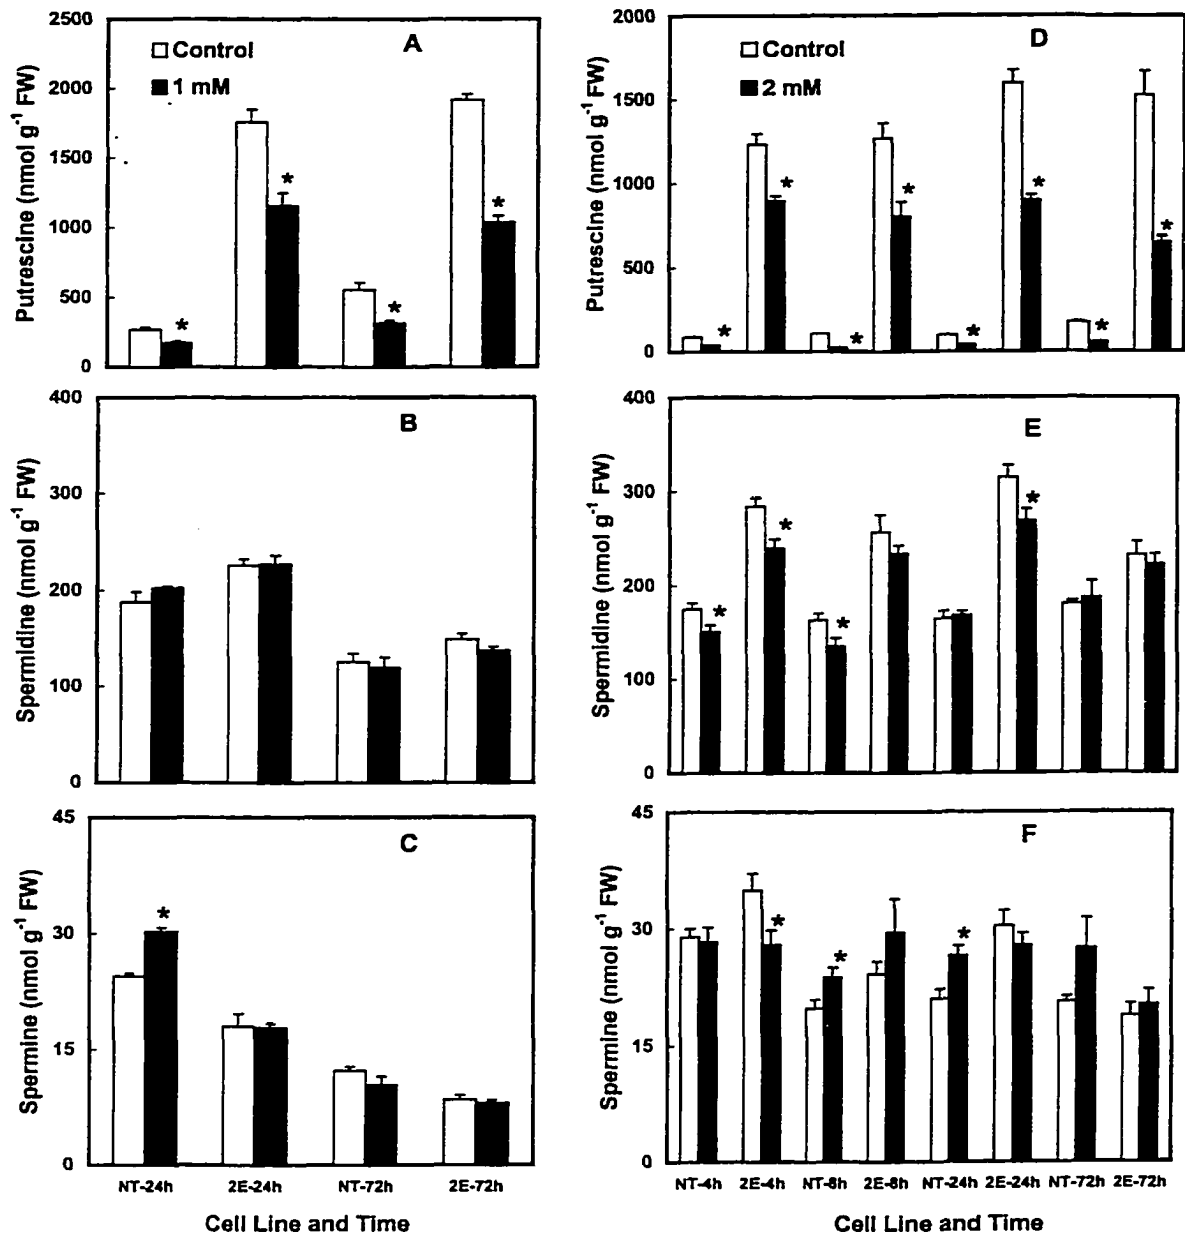 A
Control
1 mM
Putrescine (nmol g⁻¹ FW)
2500
2000
1500
1000
500
0
*
*
*
*
D
Control
2 mM
Putrescine (nmol g⁻¹ FW)
2000
1500
1000
500
0
*
*
*
*
*
*
*
*
B
Spermidine (nmol g⁻¹ FW)
400
300
200
100
0
E
Spermidine (nmol g⁻¹ FW)
400
300
200
100
0
*
*
*
*
C
Spermine (nmol g⁻¹ FW)
45
30
15
0
*
NT-24h 2E-24h NT-72h 2E-72h
Cell Line and Time
F
Spermine (nmol g⁻¹ FW)
45
30
15
0
*
*
*
NT-4h 2E-4h NT-6h 2E-6h NT-24h 2E-24h NT-72h 2E-72h
Cell Line and Time